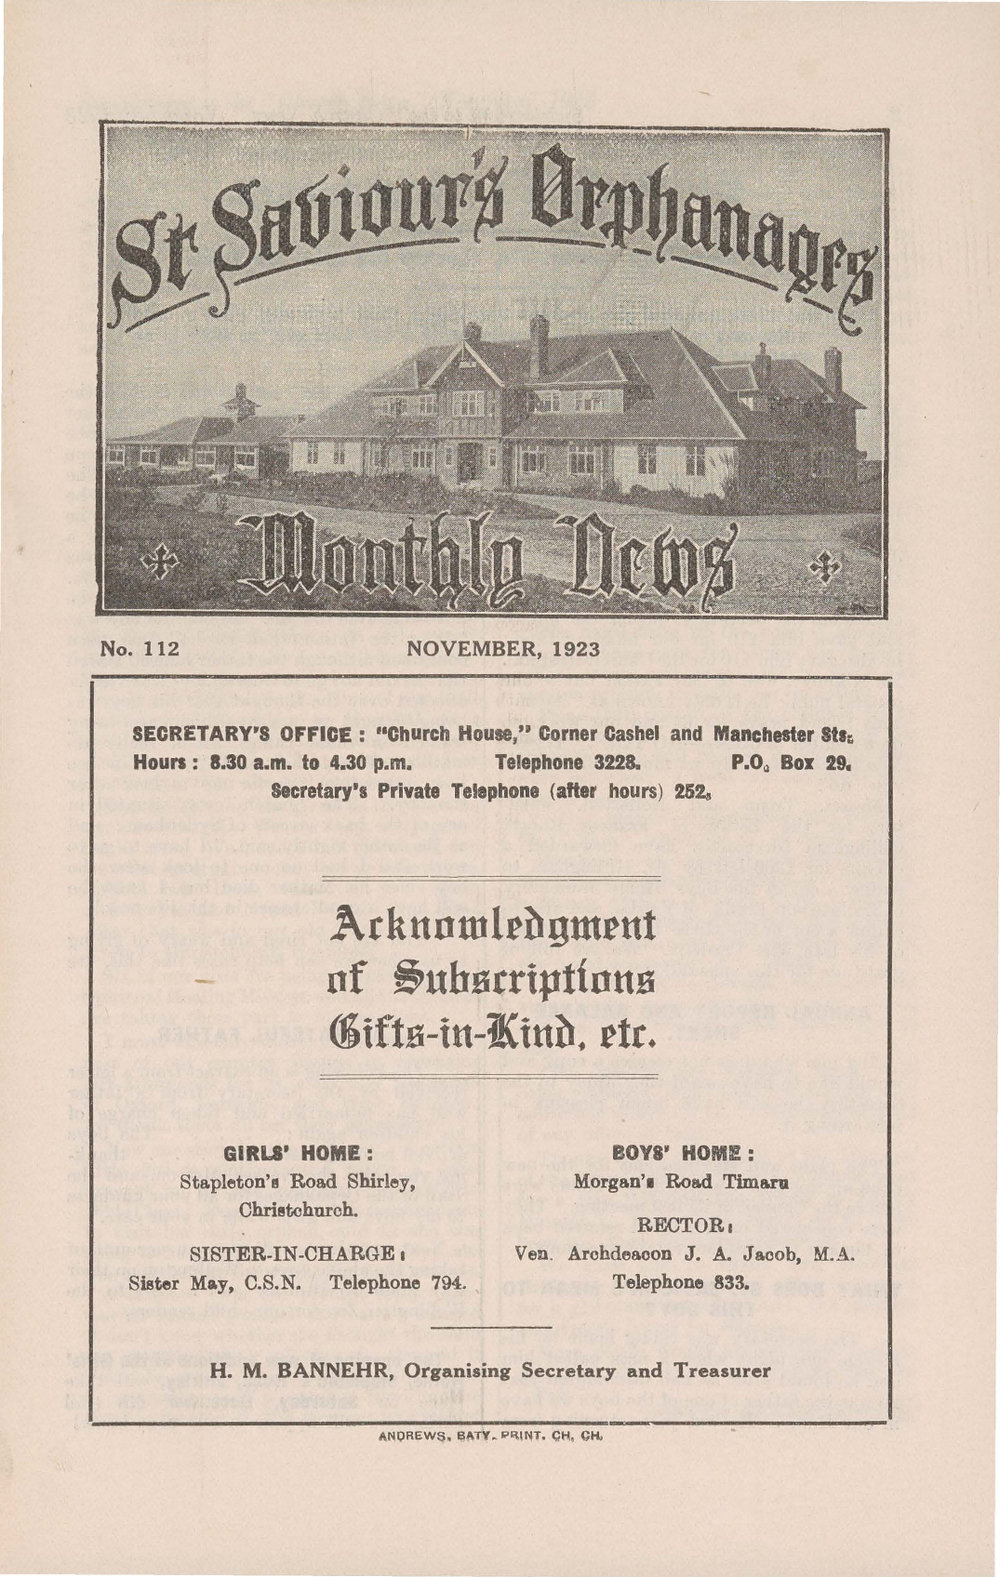 St Saviour's Orphanages
Monthly News
No. 112 NOVEMBER, 1923
SECRETARY'S OFFICE : "Church House," Corner Cashel and Manchester Sts.
Hours : 8.30 a.m. to 4.30 p.m. Telephone 3228. P.O. Box 29.
Secretary's Private Telephone (after hours) 252.
Acknowledgment
of Subscriptions
Gifts-in-Kind, etc.
GIRLS' HOME :
Stapleton's Road Shirley,
Christchurch.
SISTER-IN-CHARGE :
Sister May, C.S.N. Telephone 794.
BOYS' HOME :
Morgan's Road Timaru
RECTOR :
Ven. Archdeacon J. A. Jacob, M.A.
Telephone 833.
H. M. BANNEHR, Organising Secretary and Treasurer
ANDREWS, BATY. PRINT. CH. CH.